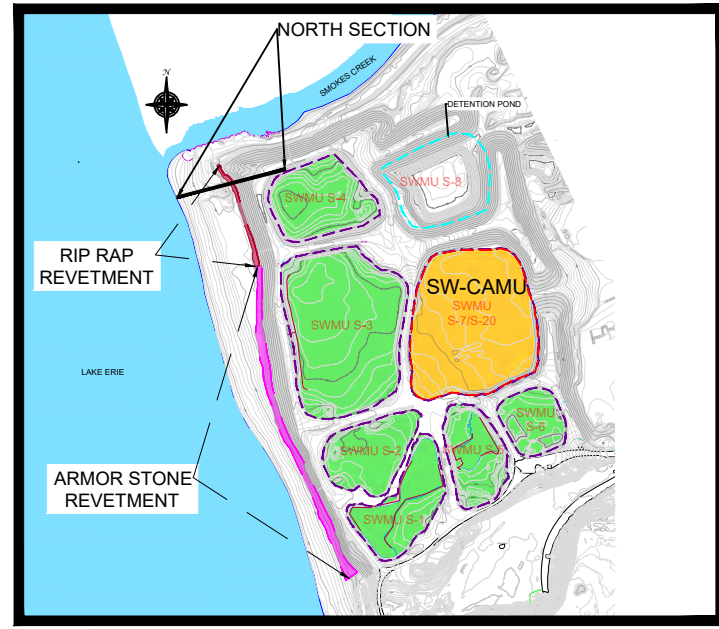 NORTH SECTION
N
SMOKES CREEK
DETENTION POND
SWMU S-8
SWMU S-4
RIP RAP
REVETMENT
SW-CAMU
SWMU
S-7/S-20
SWMU S-3
LAKE ERIE
SWMU
S-6
SWMU S-2
SWMU S-5
ARMOR STONE
REVETMENT
SWMU S-1